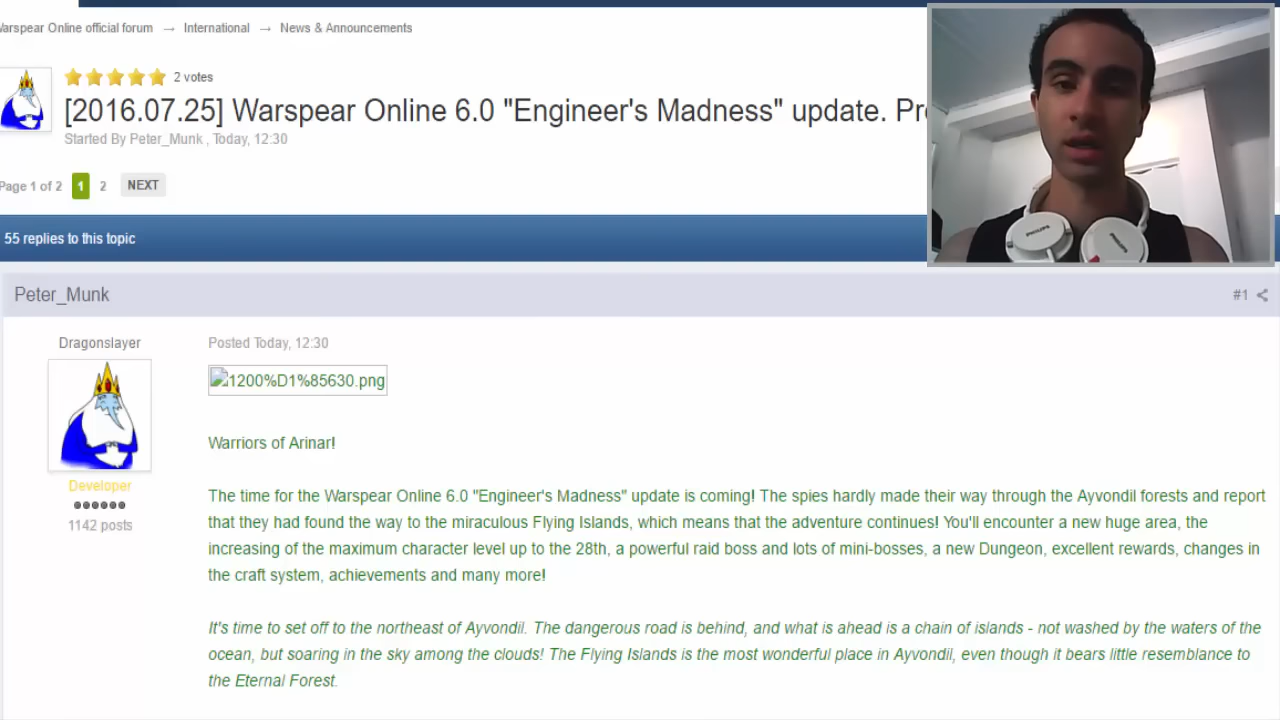 Warspear Online official forum → International → News & Announcements
2 votes
[2016.07.25] Warspear Online 6.0 "Engineer's Madness" update.
Started By Peter_Munk , Today, 12:30
Page 1 of 2 1 2 NEXT
55 replies to this topic
Peter_Munk
#1
Dragonslayer
Posted Today, 12:30
1200%D1%85630.png
Developer
1142 posts
Warriors of Arinar!
The time for the Warspear Online 6.0 "Engineer's Madness" update is coming! The spies hardly made their way through the Ayvondil forests and report
that they had found the way to the miraculous Flying Islands, which means that the adventure continues! You'll encounter a new huge area, the
increasing of the maximum character level up to the 28th, a powerful raid boss and lots of mini-bosses, a new Dungeon, excellent rewards, changes in
the craft system, achievements and many more!
It's time to set off to the northeast of Ayvondil. The dangerous road is behind, and what is ahead is a chain of islands - not washed by the waters of the
ocean, but soaring in the sky among the clouds! The Flying Islands is the most wonderful place in Ayvondil, even though it bears little resemblance to
the Eternal Forest.
PHILIPS
PHILIPS